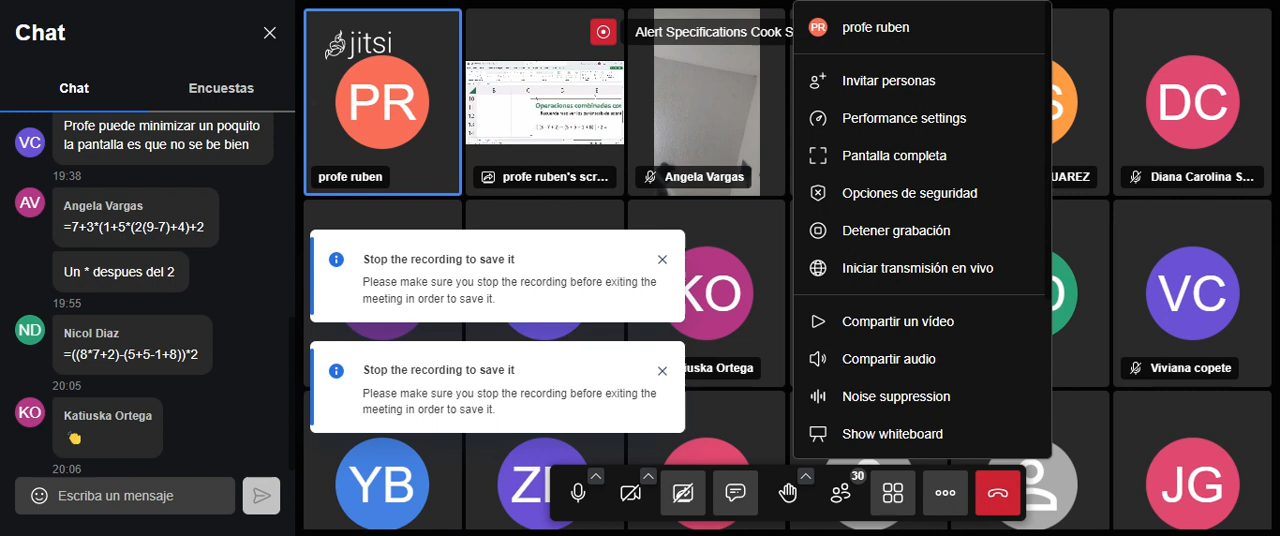 Chat
Chat
Encuestas
VC
Profe puede minimizar un poquito
la pantalla es que no se be bien
19:38
AV
Angela Vargas
=7+3*(1+5*(2(9-7)+4)+2
Un * despues del 2
19:55
ND
Nicol Diaz
=((8*7+2)-(5+5-1+8))*2
20:05
KO
Katiuska Ortega
👏
20:06
Escriba un mensaje
jitsi
PR
profe ruben
Operaciones combinadas con
profe ruben's scr...
Alert Specifications Cook S
Angela Vargas
UAREZ
DC
Diana Carolina S...
Stop the recording to save it
Please make sure you stop the recording before exiting the
meeting in order to save it.
Stop the recording to save it
Please make sure you stop the recording before exiting the
meeting in order to save it.
KO
iuska Ortega
VC
Viviana copete
YB
JG
PR
profe ruben
Invitar personas
Performance settings
Pantalla completa
Opciones de seguridad
Detener grabación
Iniciar transmisión en vivo
Compartir un vídeo
Compartir audio
Noise suppression
Show whiteboard
30